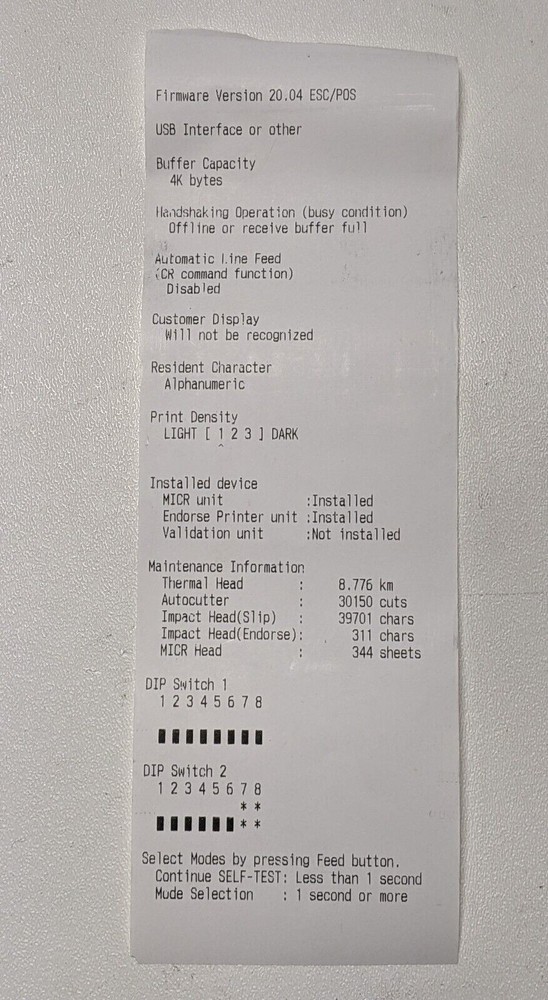 Firmware Version 20.04 ESC/POS
USB Interface or other
Buffer Capacity
4K bytes
Handshaking Operation (busy condition)
Offline or receive buffer full
Automatic Line Feed
(CR command function)
Disabled
Customer Display
Will not be recognized
Resident Character
Alphanumeric
Print Density
LIGHT [ 1 2 3 ] DARK
^
Installed device
MICR unit :Installed
Endorse Printer unit :Installed
Validation unit :Not installed
Maintenance Information
Thermal Head : 8.776 km
Autocutter : 30150 cuts
Impact Head(Slip) : 39701 chars
Impact Head(Endorse): 311 chars
MICR Head : 344 sheets
DIP Switch 1
1 2 3 4 5 6 7 8
DIP Switch 2
1 2 3 4 5 6 7 8
* *
* *
Select Modes by pressing Feed button.
Continue SELF-TEST: Less than 1 second
Mode Selection : 1 second or more